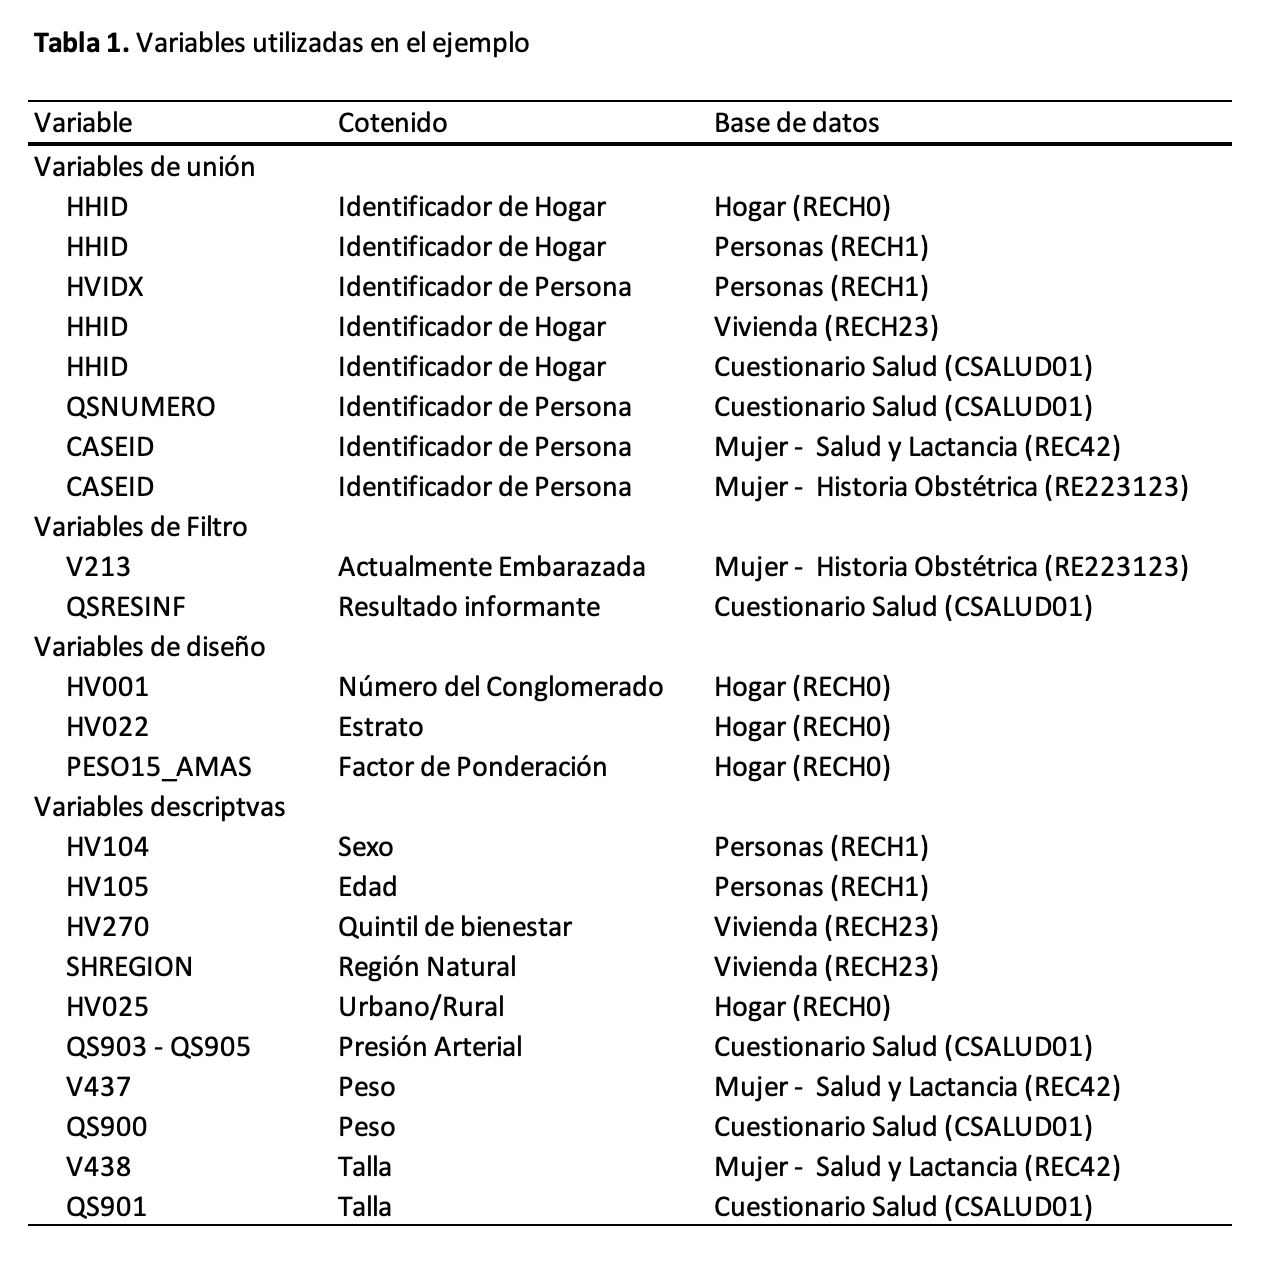 Tabla 1. Variables utilizadas en el ejemplo
Variable Cotenido Base de datos
Variables de unión
HHID Identificador de Hogar Hogar (RECH0)
HHID Identificador de Hogar Personas (RECH1)
HVIDX Identificador de Persona Personas (RECH1)
HHID Identificador de Hogar Vivienda (RECH23)
HHID Identificador de Hogar Cuestionario Salud (CSALUD01)
QSNUMERO Identificador de Persona Cuestionario Salud (CSALUD01)
CASEID Identificador de Persona Mujer - Salud y Lactancia (REC42)
CASEID Identificador de Persona Mujer - Historia Obstétrica (RE223123)
Variables de Filtro
V213 Actualmente Embarazada Mujer - Historia Obstétrica (RE223123)
QSRESINF Resultado informante Cuestionario Salud (CSALUD01)
Variables de diseño
HV001 Número del Conglomerado Hogar (RECH0)
HV022 Estrato Hogar (RECH0)
PESO15_AMAS Factor de Ponderación Hogar (RECH0)
Variables descriptvas
HV104 Sexo Personas (RECH1)
HV105 Edad Personas (RECH1)
HV270 Quintil de bienestar Vivienda (RECH23)
SHREGION Región Natural Vivienda (RECH23)
HV025 Urbano/Rural Hogar (RECH0)
QS903 - QS905 Presión Arterial Cuestionario Salud (CSALUD01)
V437 Peso Mujer - Salud y Lactancia (REC42)
QS900 Peso Cuestionario Salud (CSALUD01)
V438 Talla Mujer - Salud y Lactancia (REC42)
QS901 Talla Cuestionario Salud (CSALUD01)